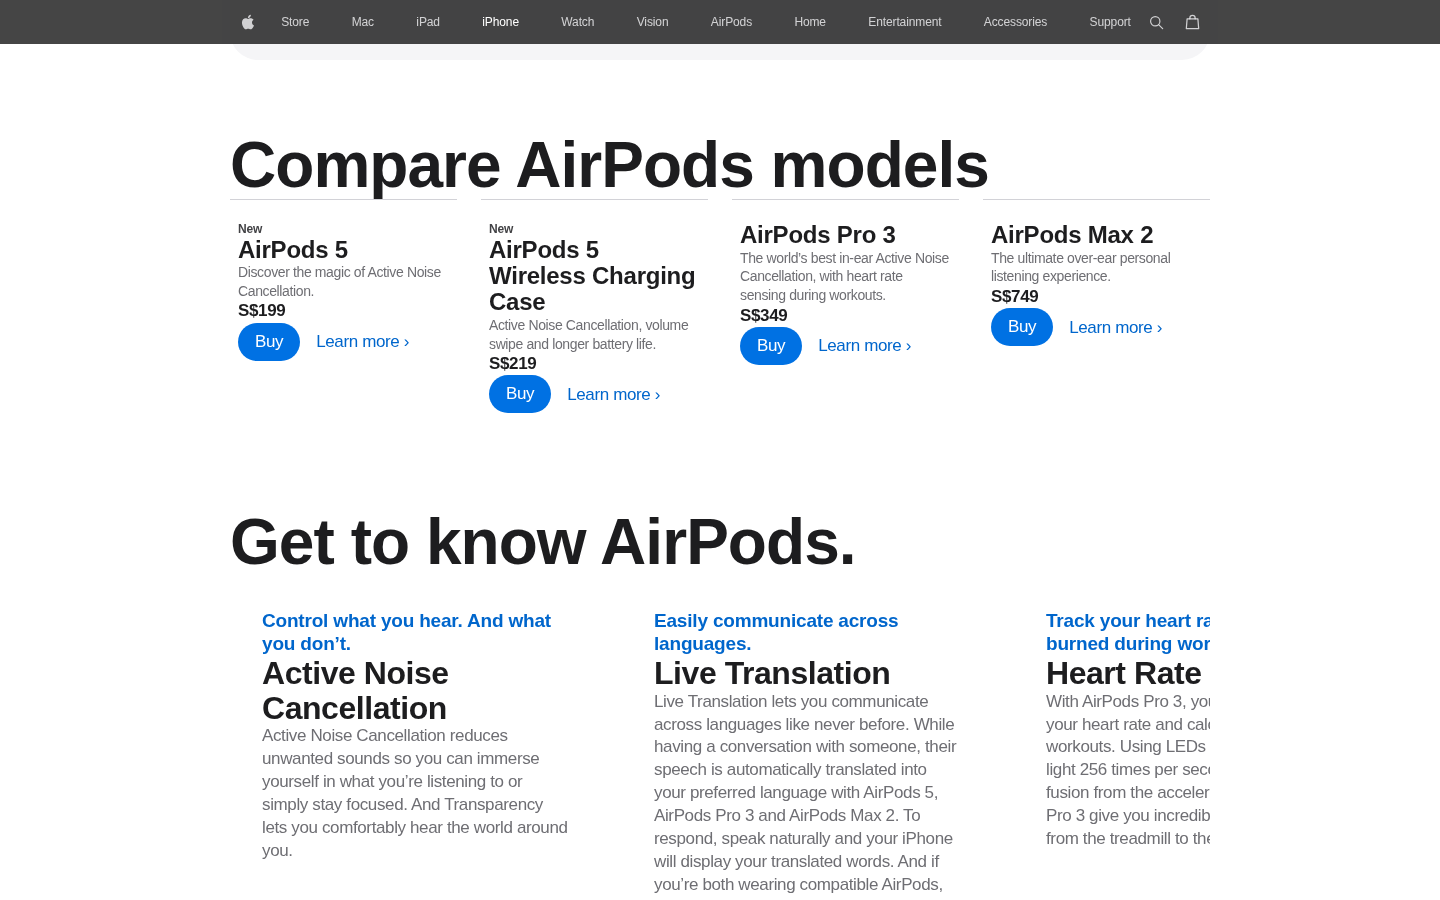 Store
Mac
iPad
iPhone
Watch
Vision
AirPods
Home
Entertainment
Accessories
Support
Compare AirPods models
New
AirPods 5
Discover the magic of Active Noise
Cancellation.
S$199
Buy
Learn more ›
New
AirPods 5
Wireless Charging
Case
Active Noise Cancellation, volume
swipe and longer battery life.
S$219
Buy
Learn more ›
AirPods Pro 3
The world’s best in-ear Active Noise
Cancellation, with heart rate
sensing during workouts.
S$349
Buy
Learn more ›
AirPods Max 2
The ultimate over-ear personal
listening experience.
S$749
Buy
Learn more ›
Get to know AirPods.
Control what you hear. And what
you don’t.
Active Noise
Cancellation
Active Noise Cancellation reduces
unwanted sounds so you can immerse
yourself in what you’re listening to or
simply stay focused. And Transparency
lets you comfortably hear the world around
you.
Easily communicate across
languages.
Live Translation
Live Translation lets you communicate
across languages like never before. While
having a conversation with someone, their
speech is automatically translated into
your preferred language with AirPods 5,
AirPods Pro 3 and AirPods Max 2. To
respond, speak naturally and your iPhone
will display your translated words. And if
you’re both wearing compatible AirPods,
Track your heart
burned during
Heart Rate
With AirPods Pro 3,
your heart rate and
workouts. Using LEDs
light 256 times per
fusion from the
Pro 3 give you
from the treadmill to